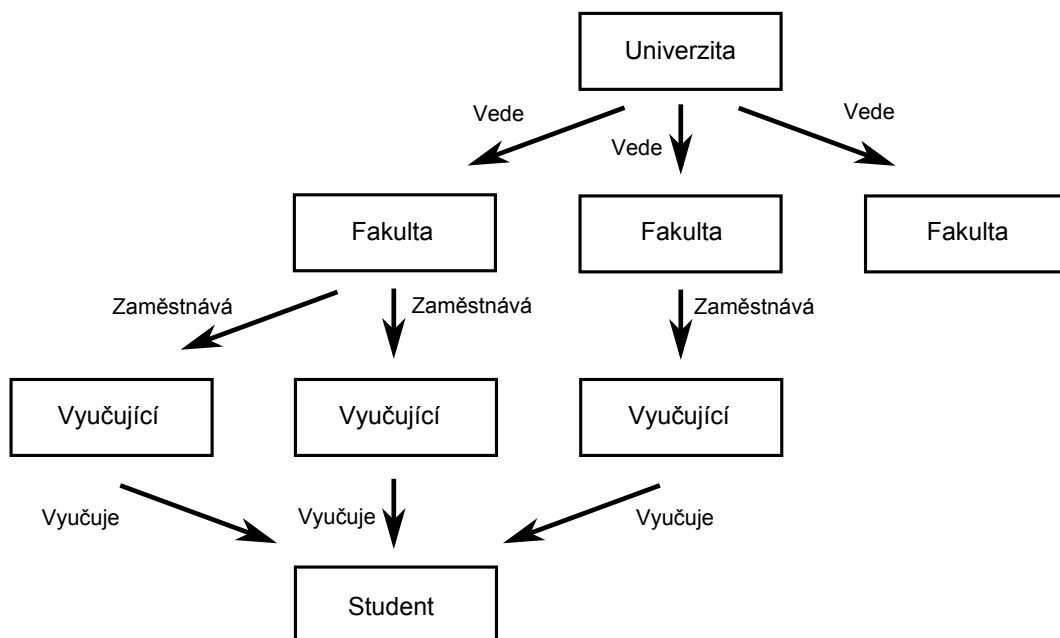 Univerzita
Vede
Vede
Vede
Fakulta
Fakulta
Fakulta
Zaměstnává
Zaměstnává
Zaměstnává
Vyučující
Vyučující
Vyučující
Vyučuje
Vyučuje
Vyučuje
Student